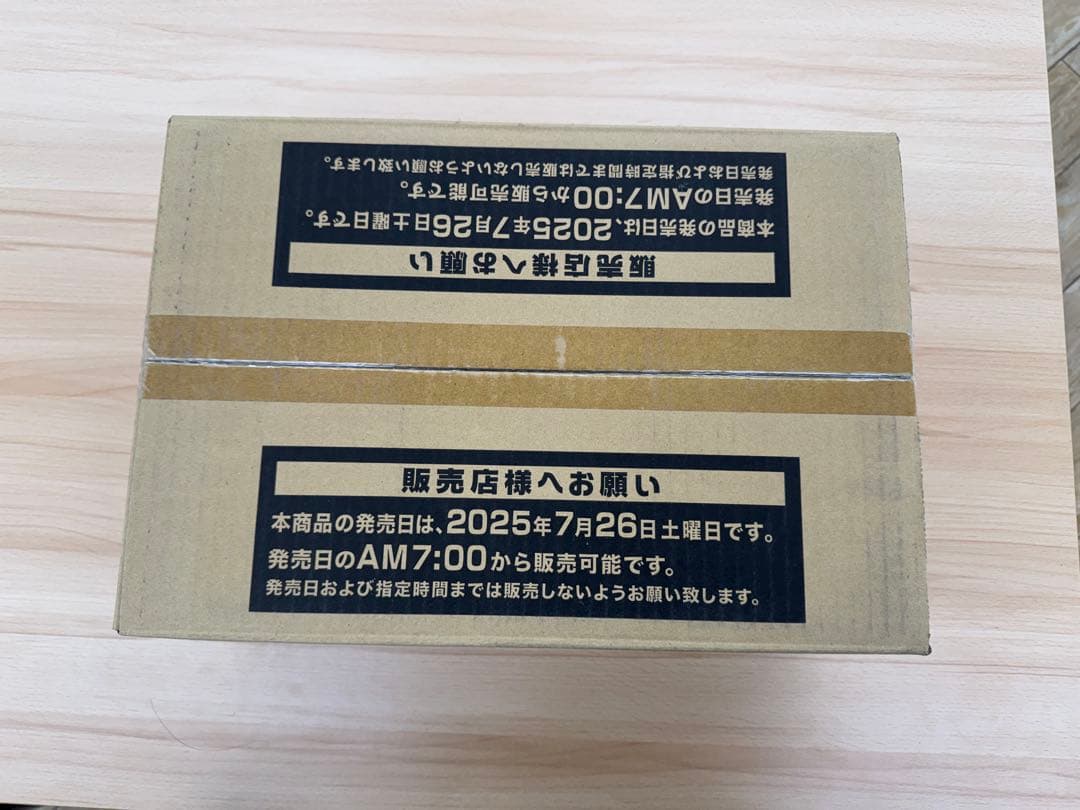 販売店様へお願い
本商品の発売日は、2025年7月26日土曜日です。
発売日のAM7:00から販売可能です。
発売日および指定時間までは販売しないようお願い致します。
販売店様へお願い
本商品の発売日は、2025年7月26日土曜日です。
発売日のAM7:00から販売可能です。
発売日および指定時間までは販売しないようお願い致します。